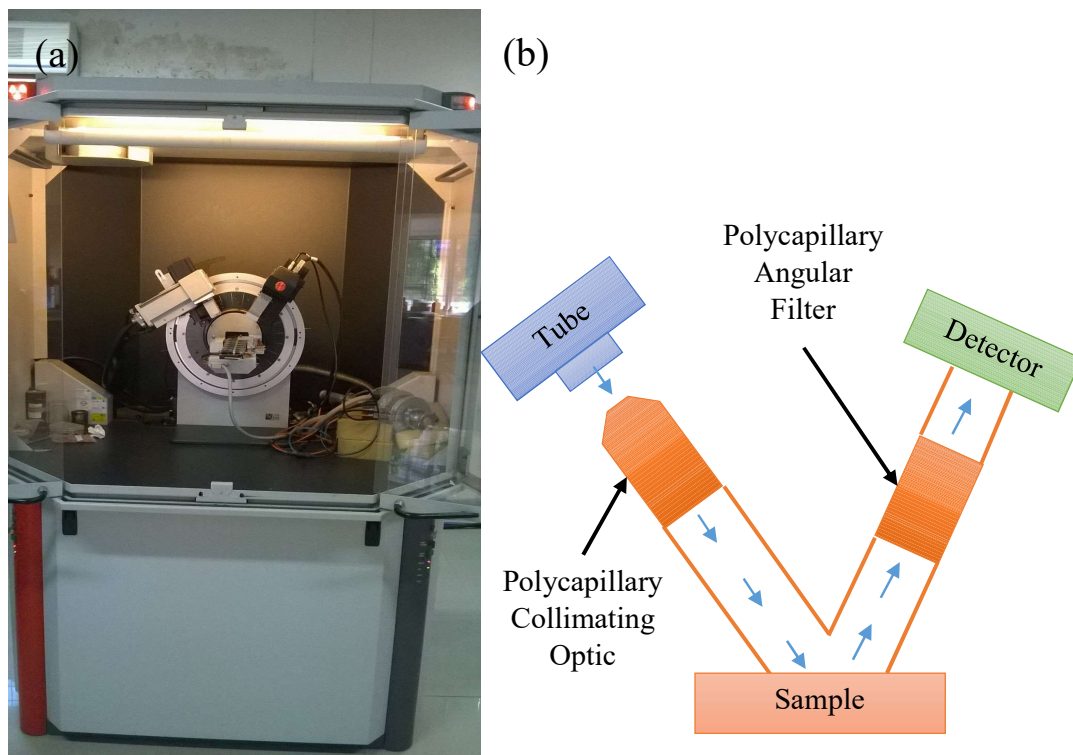 (a)
(b)
Polycapillary
Angular
Filter
Tube
Detector
Polycapillary
Collimating
Optic
Sample